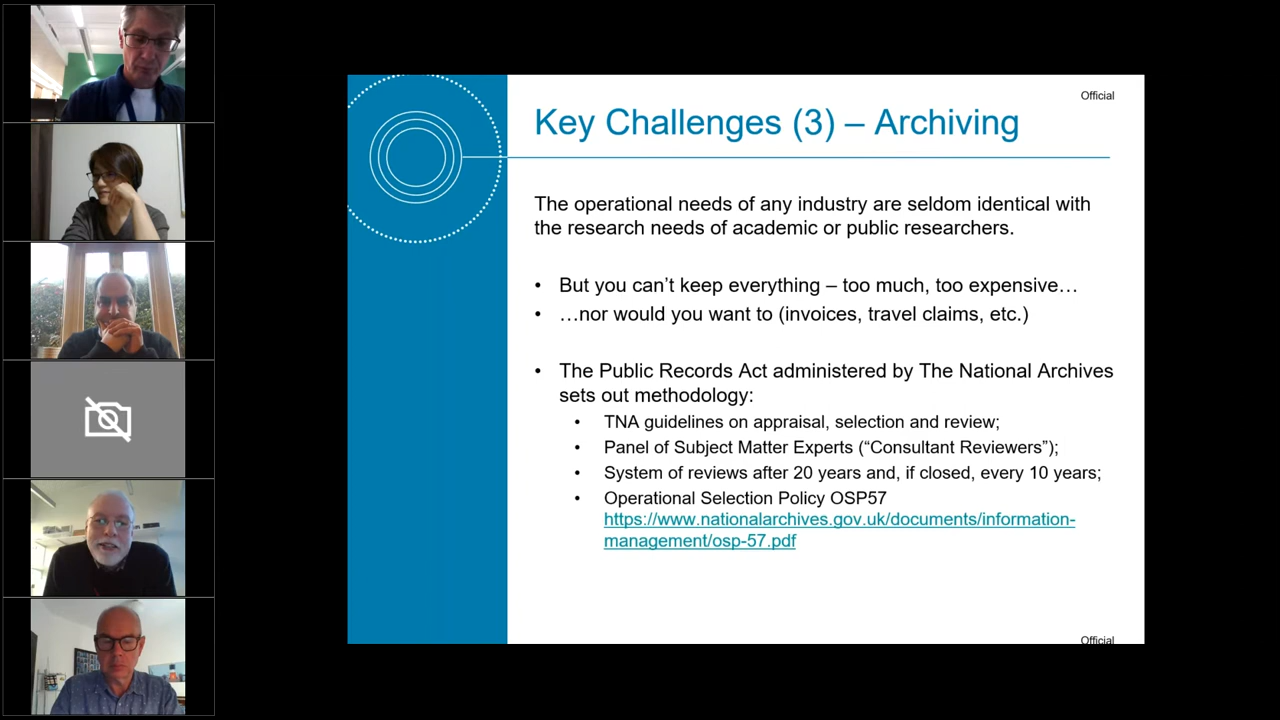 Official
Key Challenges (3) – Archiving
The operational needs of any industry are seldom identical with
the research needs of academic or public researchers.
• But you can’t keep everything – too much, too expensive…
• …nor would you want to (invoices, travel claims, etc.)
• The Public Records Act administered by The National Archives
sets out methodology:
• TNA guidelines on appraisal, selection and review;
• Panel of Subject Matter Experts (“Consultant Reviewers”);
• System of reviews after 20 years and, if closed, every 10 years;
• Operational Selection Policy OSP57
https://www.nationalarchives.gov.uk/documents/information-
management/osp-57.pdf
Official